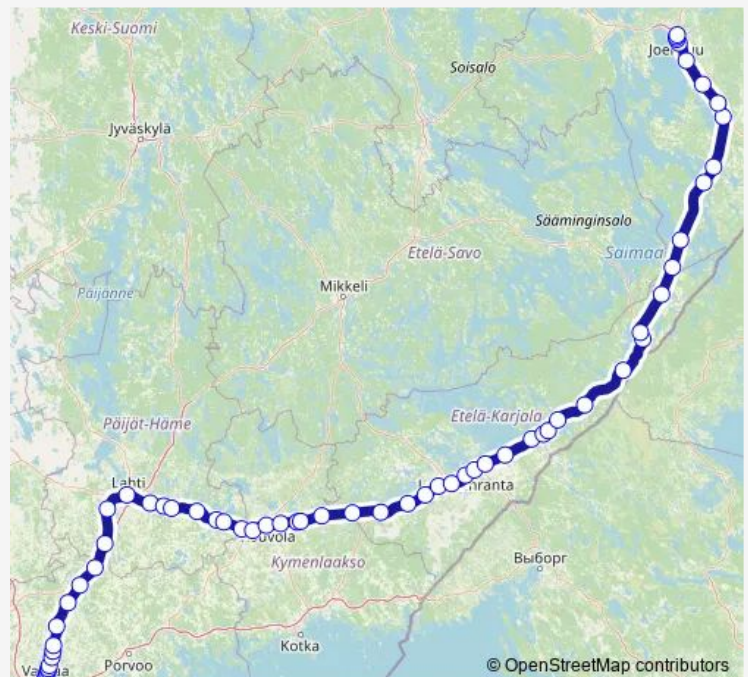 Keski-Suomi
Soisalo
Jyväskylä
Sääminginsalo
Etelä-Savo
Saimaa
Mikkeli
Päijänne
Päijät-Häme
Etelä-Karjala
Lahti
Kymenlaakso
Выборг
Kotka
Porvoo
© OpenStreetMap contributors